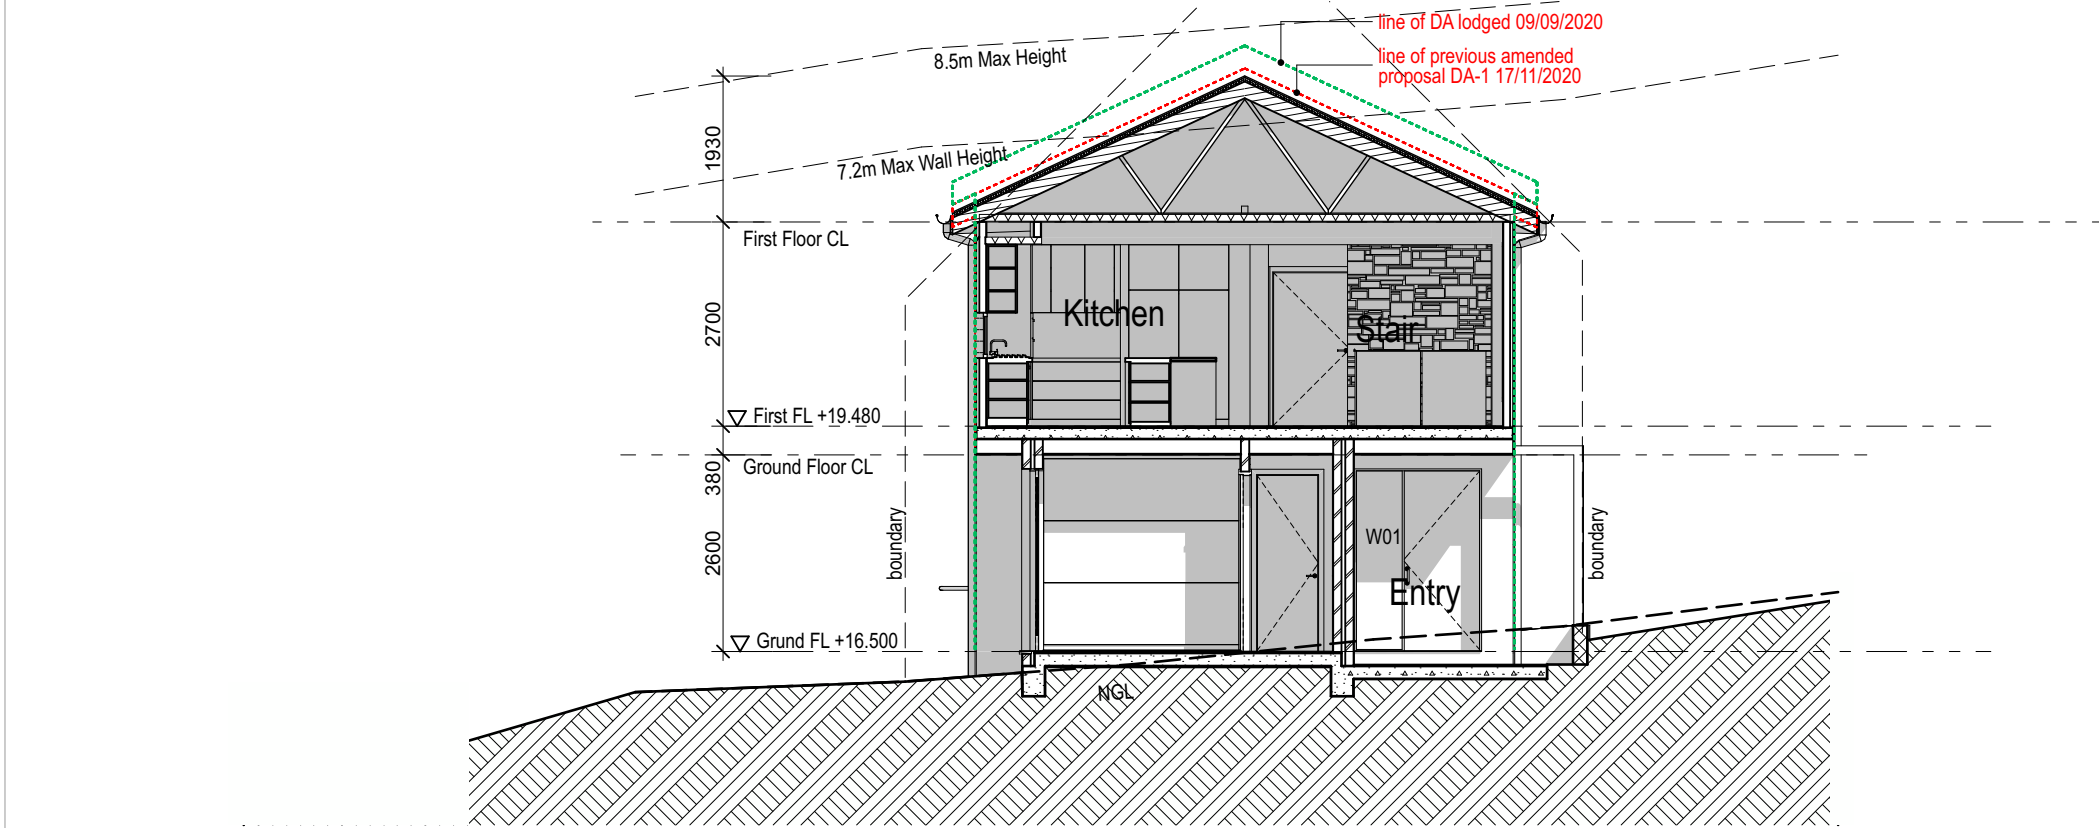 line of DA lodged 09/09/2020
8.5m Max Height
line of previous amended
proposal DA-1 17/11/2020
1930
7.2m Max Wall Height
First Floor CL
2700
Kitchen
Stair
First FL +19.480
380
Ground Floor CL
2600
boundary
W01
boundary
Entry
Grund FL +16.500
NGL